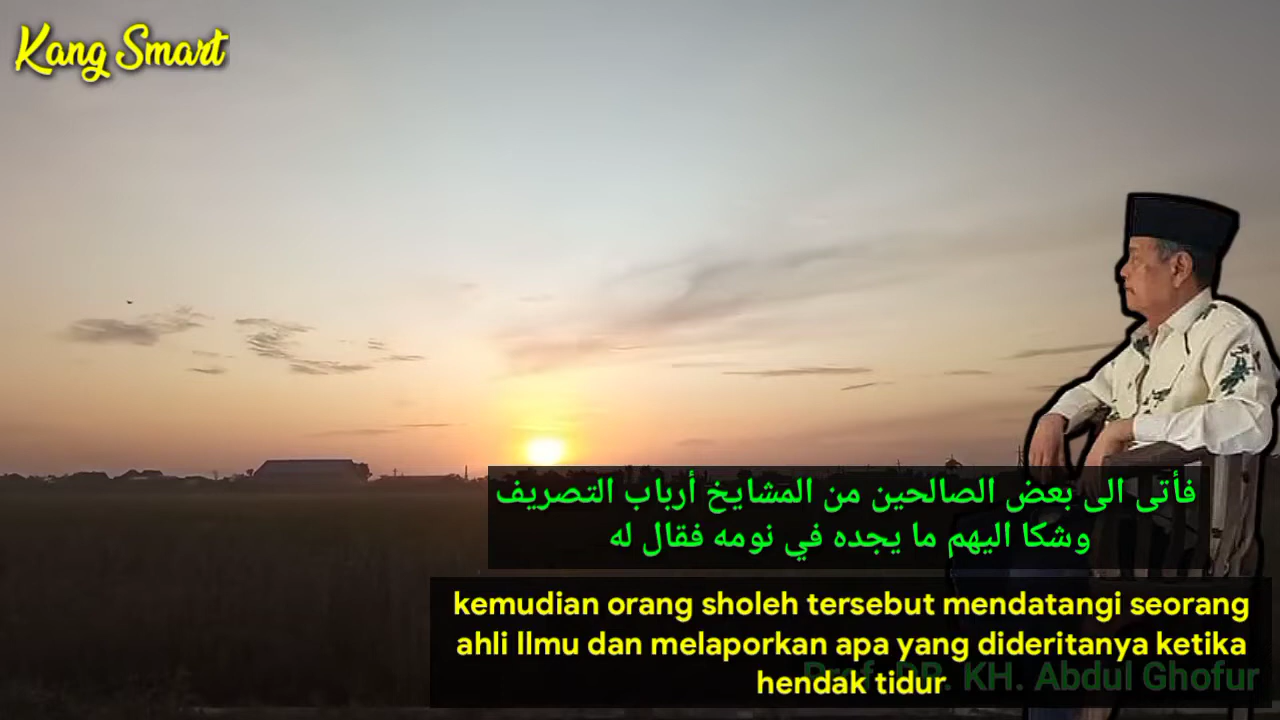 Kang Smart
فأتى الى بعض الصالحين من المشايخ أرباب التصريف
وشكا اليهم ما يجده في نومه فقال له
kemudian orang sholeh tersebut mendatangi seorang
ahli Ilmu dan melaporkan apa yang dideritanya ketika
hendak tidur
Prof. DR. KH. Abdul Ghofur